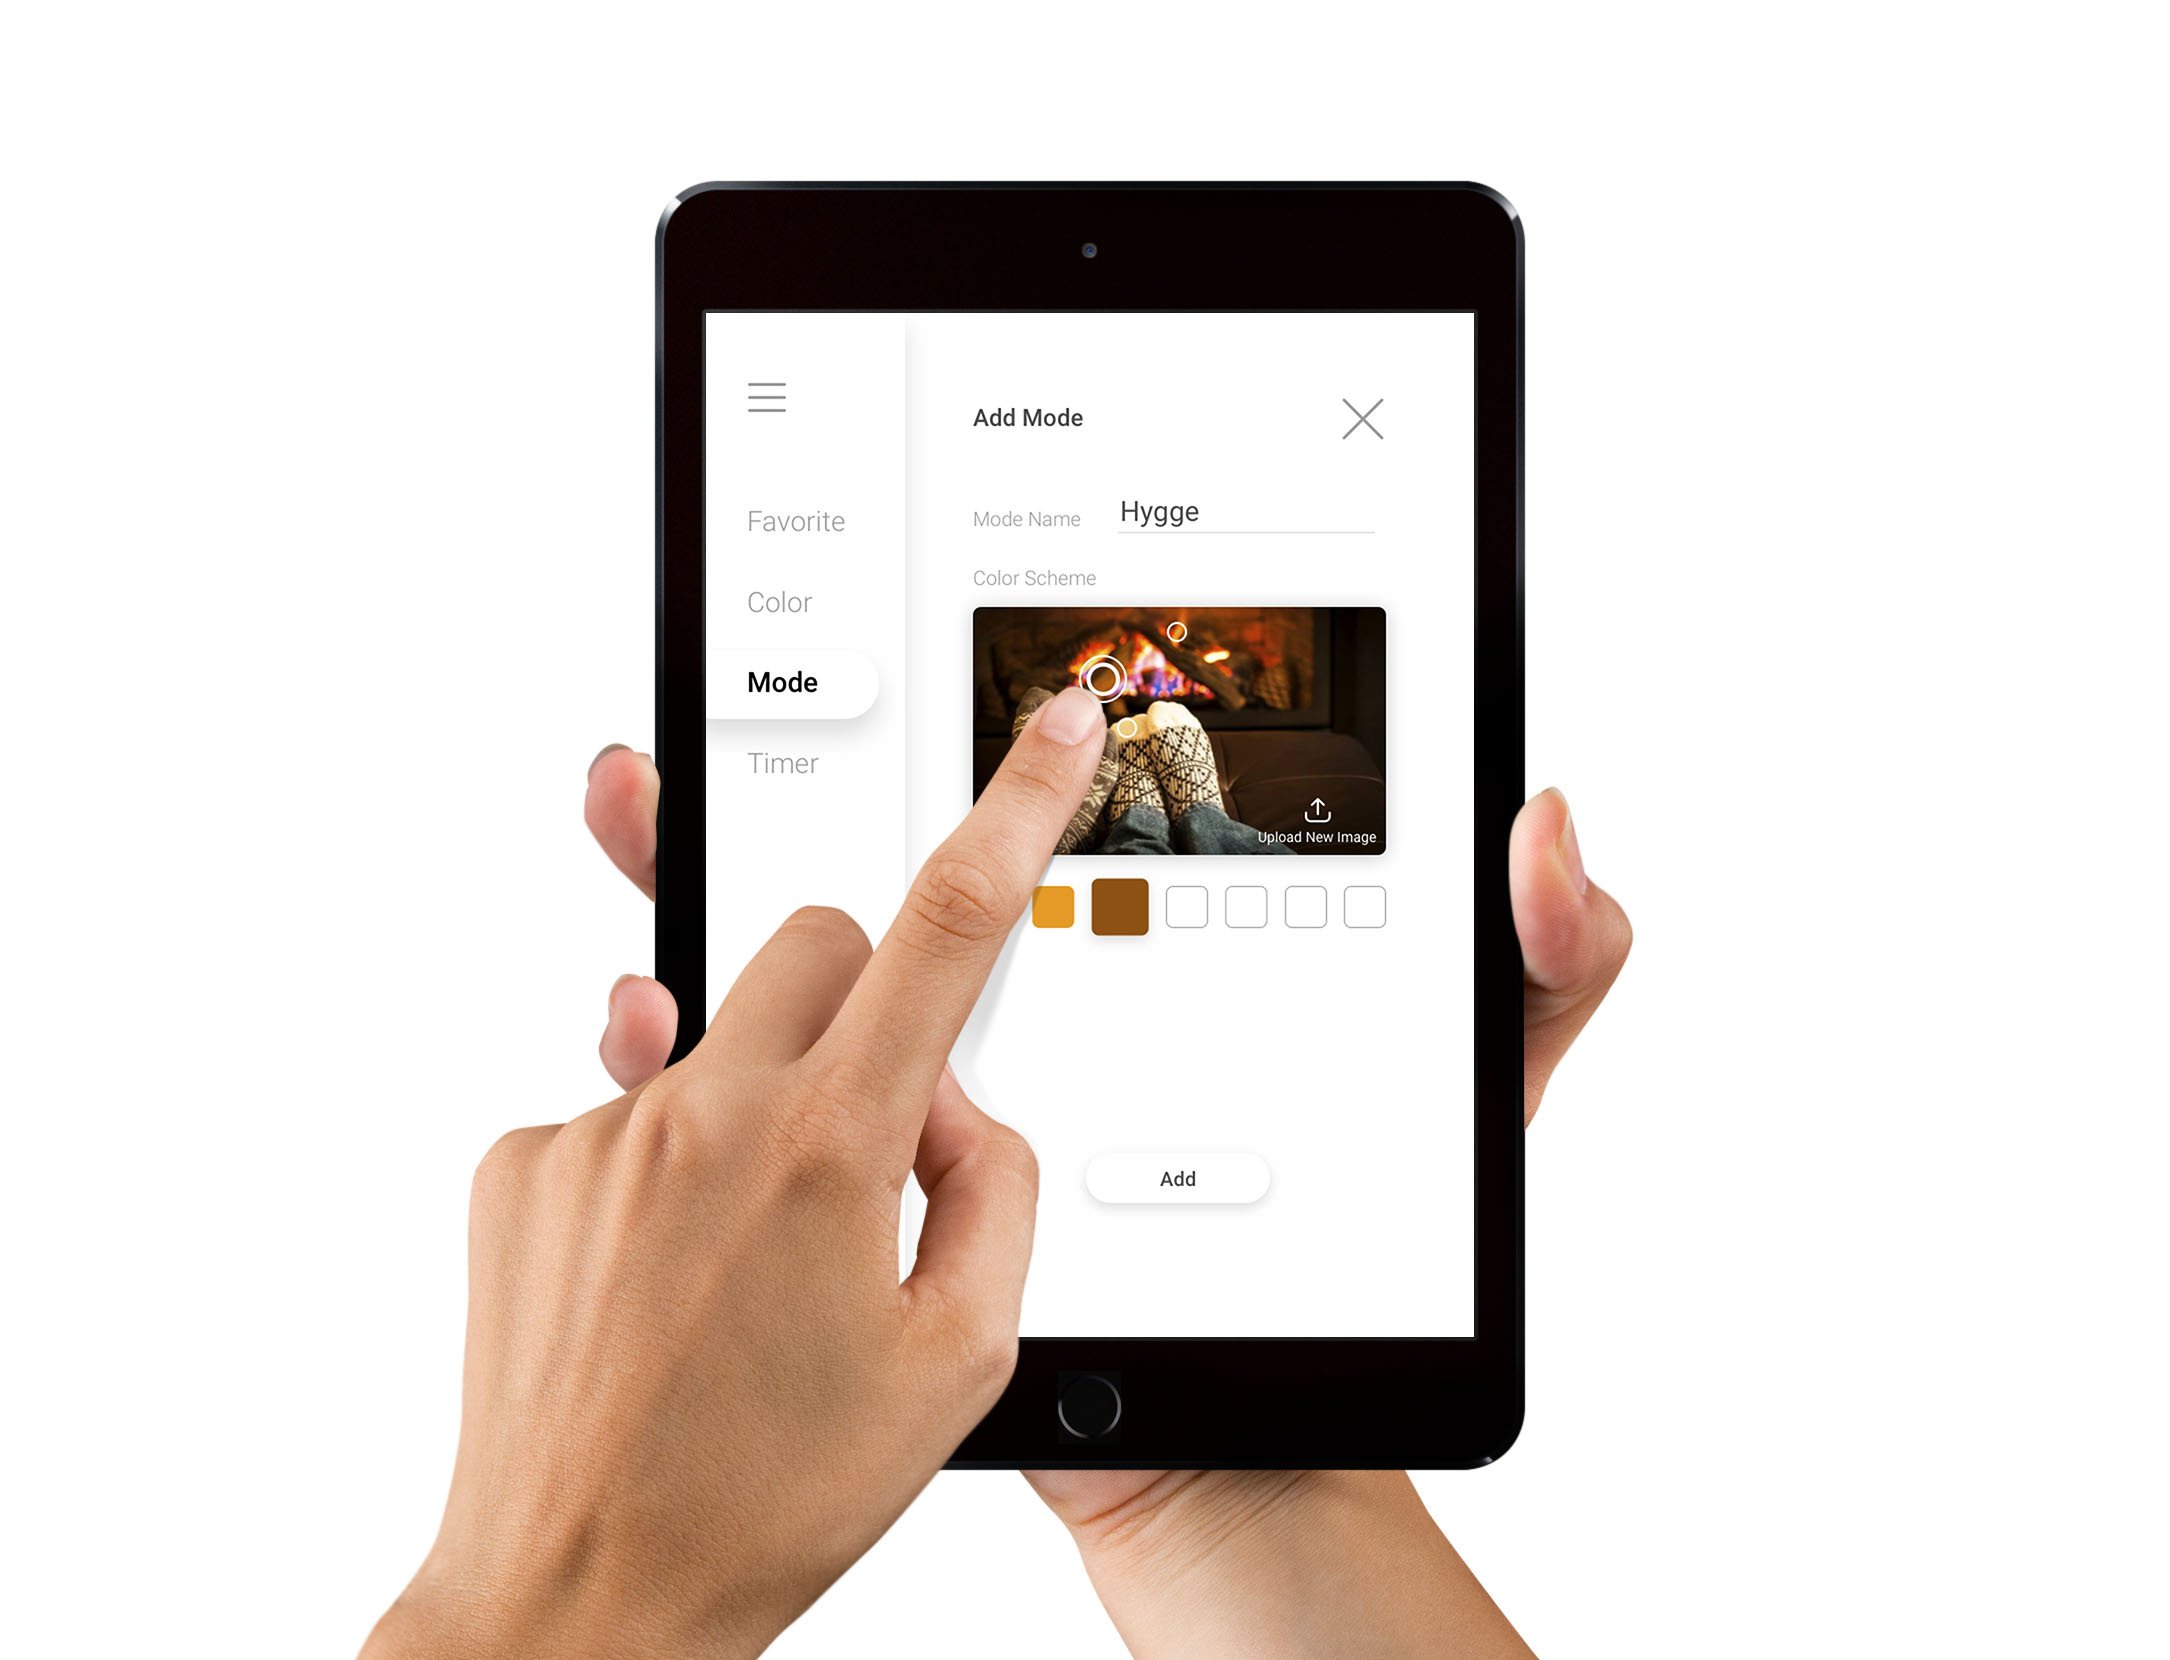 Add Mode
Favorite
Mode Name
Hygge
Color Scheme
Color
Mode
Timer
Upload New Image
Add